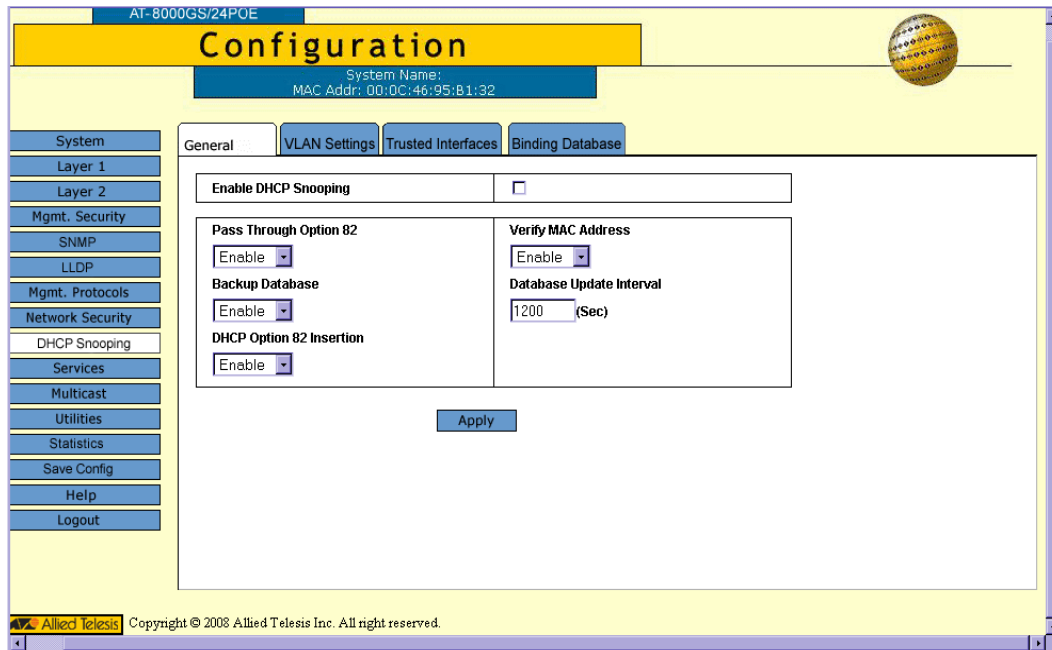 AT-8000GS/24POE
Configuration
System Name:
MAC Addr: 00:0C:46:95:B1:32
System
Layer 1
Layer 2
Mgmt. Security
SNMP
LLDP
Mgmt. Protocols
Network Security
DHCP Snooping
Services
Multicast
Utilities
Statistics
Save Config
Help
Logout
General
VLAN Settings
Trusted Interfaces
Binding Database
Enable DHCP Snooping
Pass Through Option 82
Enable
Backup Database
Enable
DHCP Option 82 Insertion
Enable
Verify MAC Address
Enable
Database Update Interval
1200 (Sec)
Apply
Allied Telesis Copyright © 2008 Allied Telesis Inc. All right reserved.